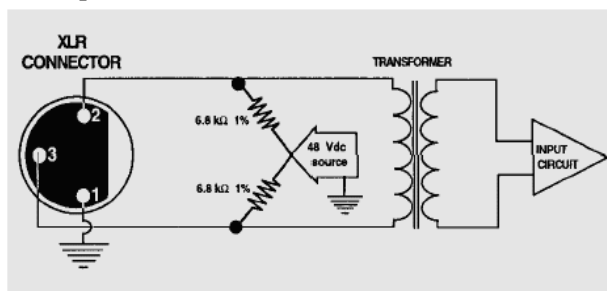 XLR
CONNECTOR
2
3
1
6.8 kΩ 1%
6.8 kΩ 1%
48 Vdc
source
TRANSFORMER
INPUT
CIRCUIT